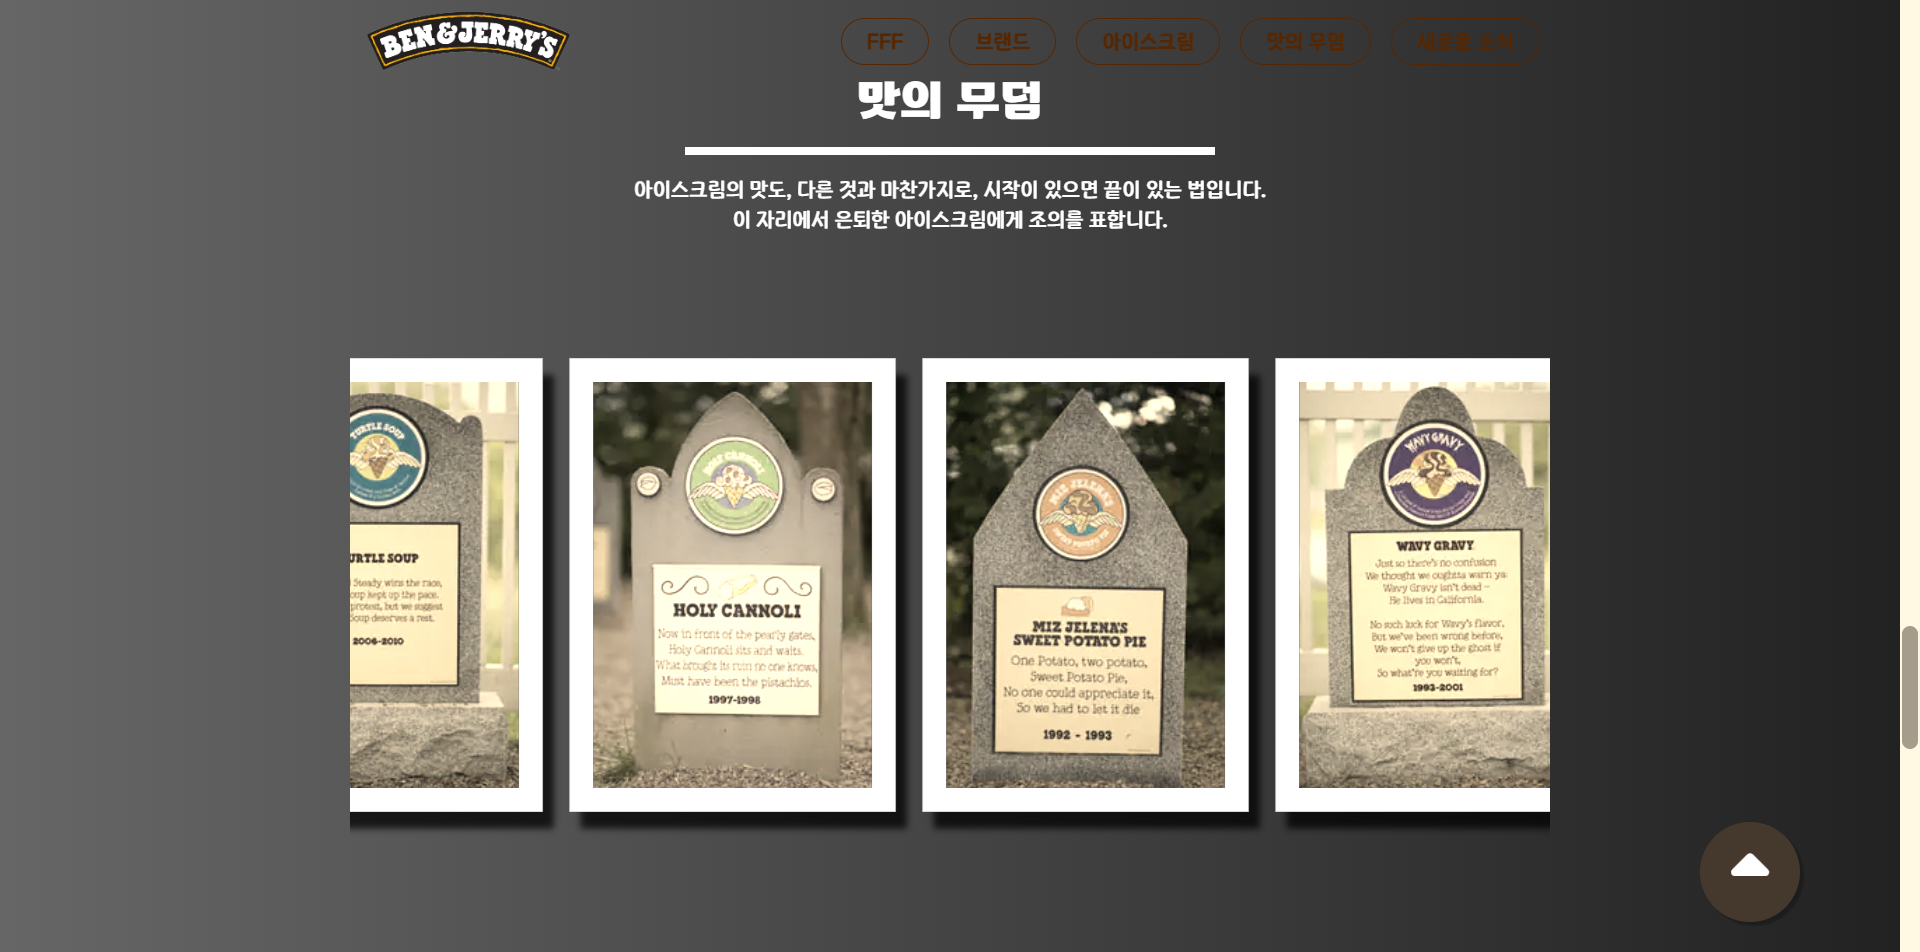 BEN&JERRY'S
FFF
브랜드
아이스크림
맛의 무덤
새로운 소식
맛의 무덤
아이스크림의 맛도, 다른 것과 마찬가지로, 시작이 있으면 끝이 있는 법입니다.
이 자리에서 은퇴한 아이스크림에게 조의를 표합니다.
TURTLE SOUP
URTLE SOUP
Steady wins the race,
oup kept up the pace.
protest, but we suggest
Soup deserves a rest.
2006-2010
HOLY CANNOLI
HOLY CANNOLI
Now in front of the pearly gates,
Holy Cannoli sits and waits.
What brought its ruin no one knows,
Must have been the pistachios.
1997-1998
MIZ JELENA'S
SWEET POTATO PIE
MIZ JELENA'S
SWEET POTATO PIE
One Potato, two potato,
Sweet Potato Pie,
No one could appreciate it,
So we had to let it die
1992 - 1993
WAVY GRAVY
WAVY GRAVY
Just so there's no confusion
We thought we oughtta warn ya:
Wavy Gravy isn't dead –
He lives in California.
No such luck for Wavy's flavor,
But we've been wrong before,
We won't give up the ghost if
you won't,
So what're you waiting for?
1993-2001